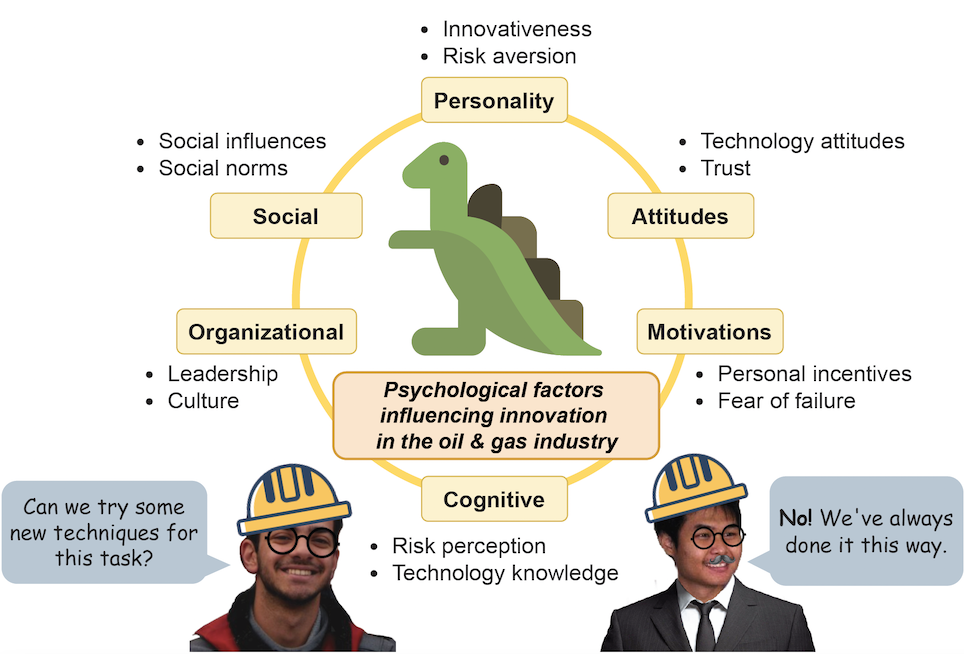 • Innovativeness
• Risk aversion
Personality
• Social influences
• Social norms
Social
• Technology attitudes
• Trust
Attitudes
Organizational
• Leadership
• Culture
Motivations
• Personal incentives
• Fear of failure
Psychological factors
influencing innovation
in the oil & gas industry
Cognitive
• Risk perception
• Technology knowledge
Can we try some
new techniques for
this task?
No! We've always
done it this way.